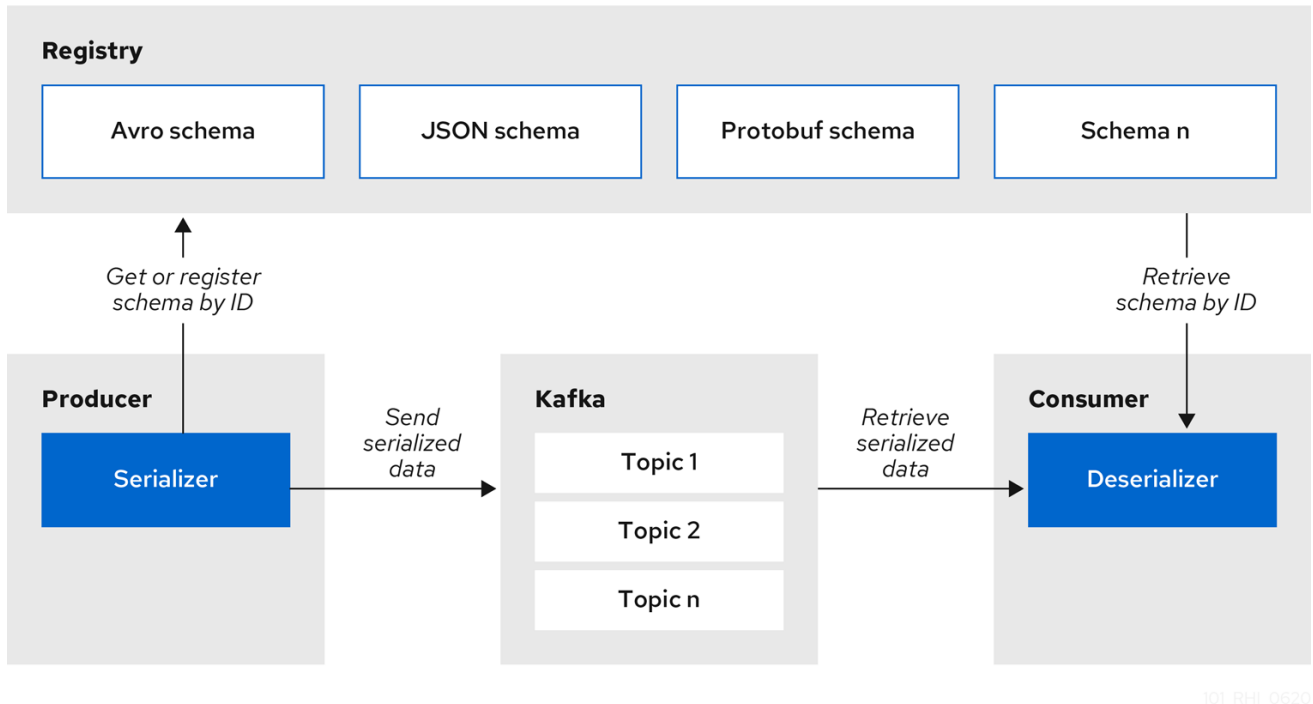 Registry
Avro schema
JSON schema
Protobuf schema
Schema n
Get or register
schema by ID
Retrieve
schema by ID
Producer
Serializer
Send
serialized
data
Kafka
Topic 1
Topic 2
Topic n
Retrieve
serialized
data
Consumer
Deserializer
101_RHI_0620